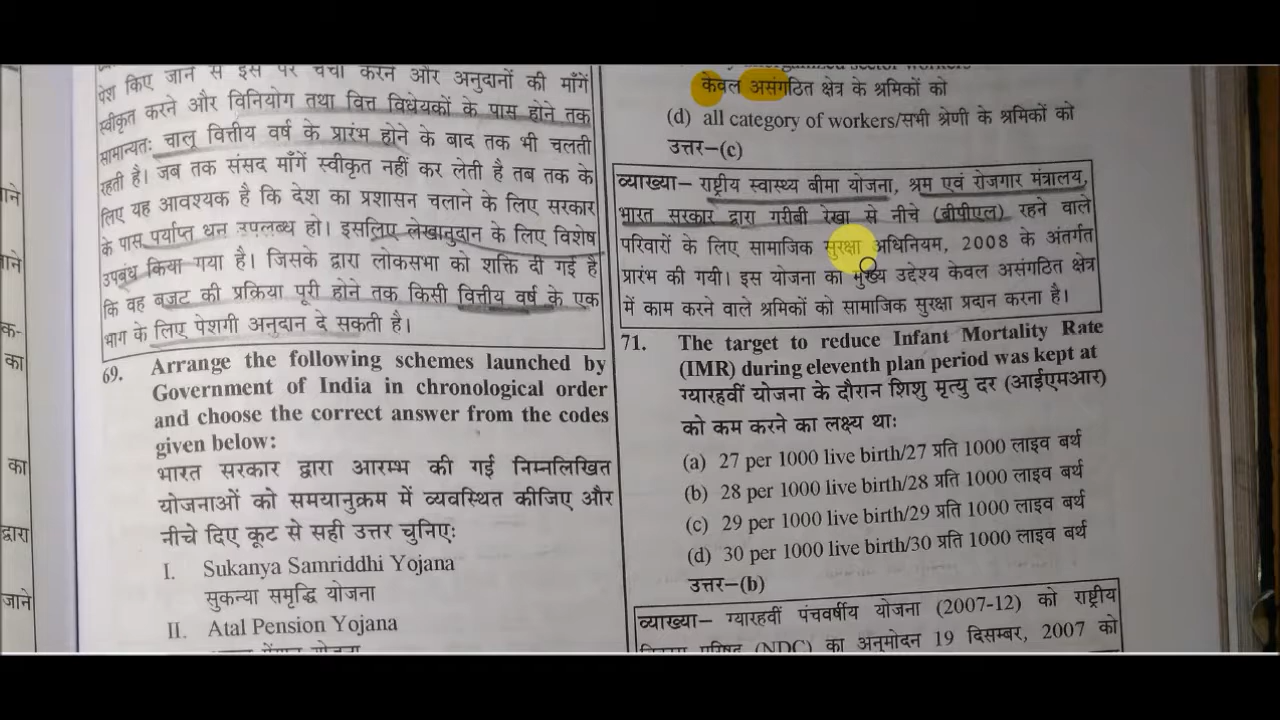 पेश किए जाने से इस पर चर्चा करने और अनुदानों की माँगें
स्वीकृत करने और विनियोग तथा वित्त विधेयकों के पास होने तक
सामान्यतः चालू वित्तीय वर्ष के प्रारंभ होने के बाद तक भी चलती
रहती है। जब तक संसद माँगें स्वीकृत नहीं कर लेती है तब तक के
लिए यह आवश्यक है कि देश का प्रशासन चलाने के लिए सरकार
के पास पर्याप्त धन उपलब्ध हो। इसलिए लेखानुदान के लिए विशेष
उपबंध किया गया है। जिसके द्वारा लोकसभा को शक्ति दी गई है
कि वह बजट की प्रक्रिया पूरी होने तक किसी वित्तीय वर्ष के एक
भाग के लिए पेशगी अनुदान दे सकती है।
69. Arrange the following schemes launched by
Government of India in chronological order
and choose the correct answer from the codes
given below:
भारत सरकार द्वारा आरम्भ की गई निम्नलिखित
योजनाओं को समयानुक्रम में व्यवस्थित कीजिए और
नीचे दिए कूट से सही उत्तर चुनिए:
I. Sukanya Samriddhi Yojana
सुकन्या समृद्धि योजना
II. Atal Pension Yojana
केवल असंगठित क्षेत्र के श्रमिकों को
(d) all category of workers/सभी श्रेणी के श्रमिकों को
उत्तर–(c)
व्याख्या– राष्ट्रीय स्वास्थ्य बीमा योजना, श्रम एवं रोजगार मंत्रालय,
भारत सरकार द्वारा गरीबी रेखा से नीचे (बीपीएल) रहने वाले
परिवारों के लिए सामाजिक सुरक्षा अधिनियम, 2008 के अंतर्गत
प्रारंभ की गयी। इस योजना का मुख्य उद्देश्य केवल असंगठित क्षेत्र
में काम करने वाले श्रमिकों को सामाजिक सुरक्षा प्रदान करना है।
71. The target to reduce Infant Mortality Rate
(IMR) during eleventh plan period was kept at
ग्यारहवीं योजना के दौरान शिशु मृत्यु दर (आईएमआर)
को कम करने का लक्ष्य था:
(a) 27 per 1000 live birth/27 प्रति 1000 लाइव बर्थ
(b) 28 per 1000 live birth/28 प्रति 1000 लाइव बर्थ
(c) 29 per 1000 live birth/29 प्रति 1000 लाइव बर्थ
(d) 30 per 1000 live birth/30 प्रति 1000 लाइव बर्थ
उत्तर–(b)
व्याख्या– ग्यारहवीं पंचवर्षीय योजना (2007-12) को राष्ट्रीय
(NDC) का अनुमोदन 19 दिसम्बर, 2007 को